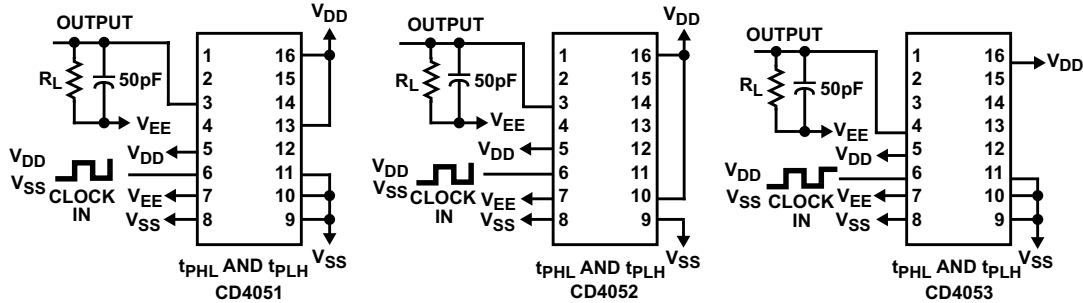 OUTPUT
RL
50pF
VEE
VDD
VDD
VSS
CLOCK
IN
VEE
VSS
1
2
3
4
5
6
7
8
16
15
14
13
12
11
10
9
VDD
VSS
tPHL AND tPLH
CD4051
OUTPUT
RL
50pF
VEE
VDD
VDD
VSS
CLOCK
IN
VEE
VSS
1
2
3
4
5
6
7
8
16
15
14
13
12
11
10
9
VDD
VSS
tPHL AND tPLH
CD4052
OUTPUT
RL
50pF
VEE
VDD
VDD
VSS
CLOCK
IN
VEE
VSS
1
2
3
4
5
6
7
8
16
15
14
13
12
11
10
9
VDD
VSS
tPHL AND tPLH
CD4053